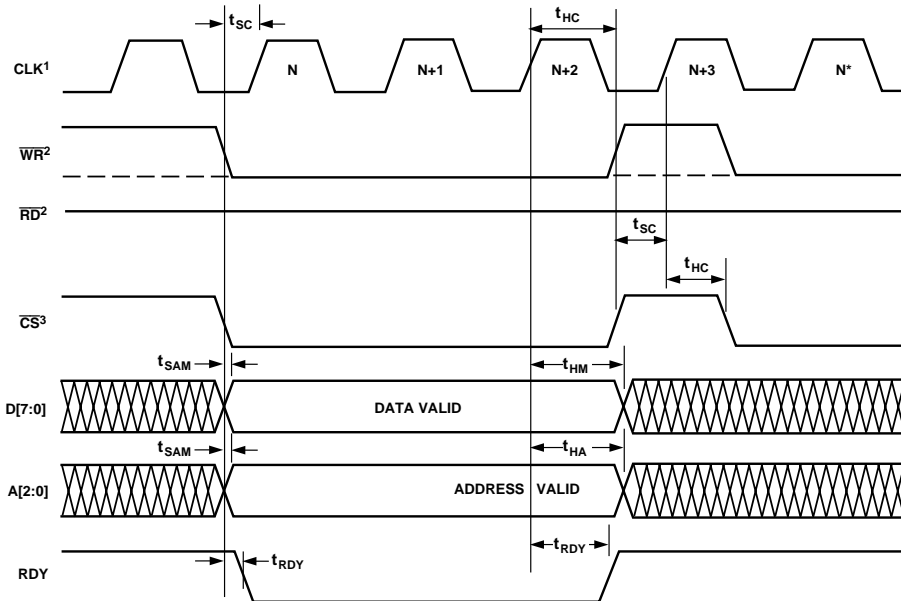 tSC
tHC
CLK1
N
N+1
N+2
N+3
N*
WR2
RD2
tSC
tHC
CS3
tSAM
tHM
D[7:0]
DATA VALID
tSAM
tHA
A[2:0]
ADDRESS VALID
tRDY
tRDY
RDY